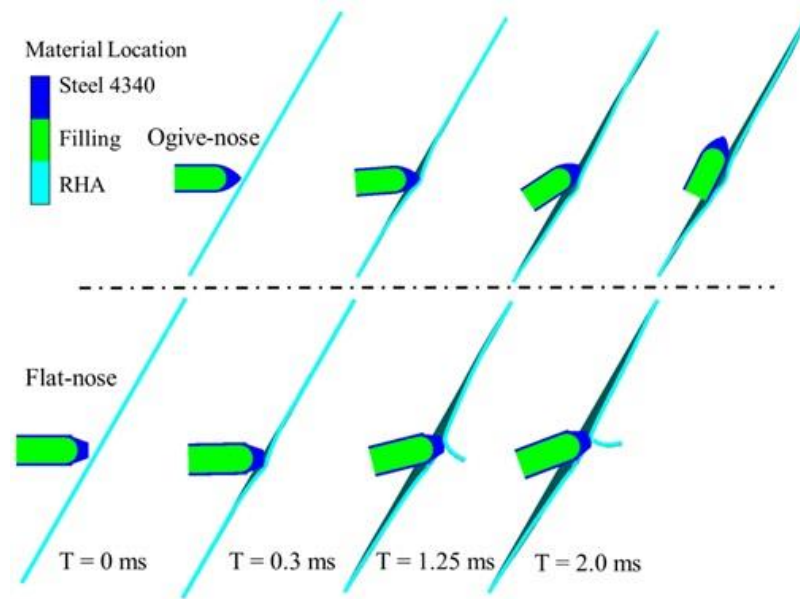 Material Location
Steel 4340
Filling
RHA
Ogive-nose
Flat-nose
T = 0 ms
T = 0.3 ms
T = 1.25 ms
T = 2.0 ms